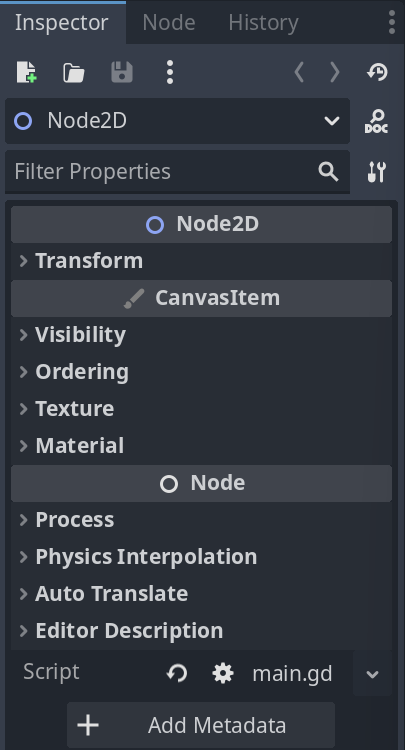 Inspector Node History
Node2D
DOC
Filter Properties
Node2D
Transform
CanvasItem
Visibility
Ordering
Texture
Material
Node
Process
Physics Interpolation
Auto Translate
Editor Description
Script main.gd
Add Metadata